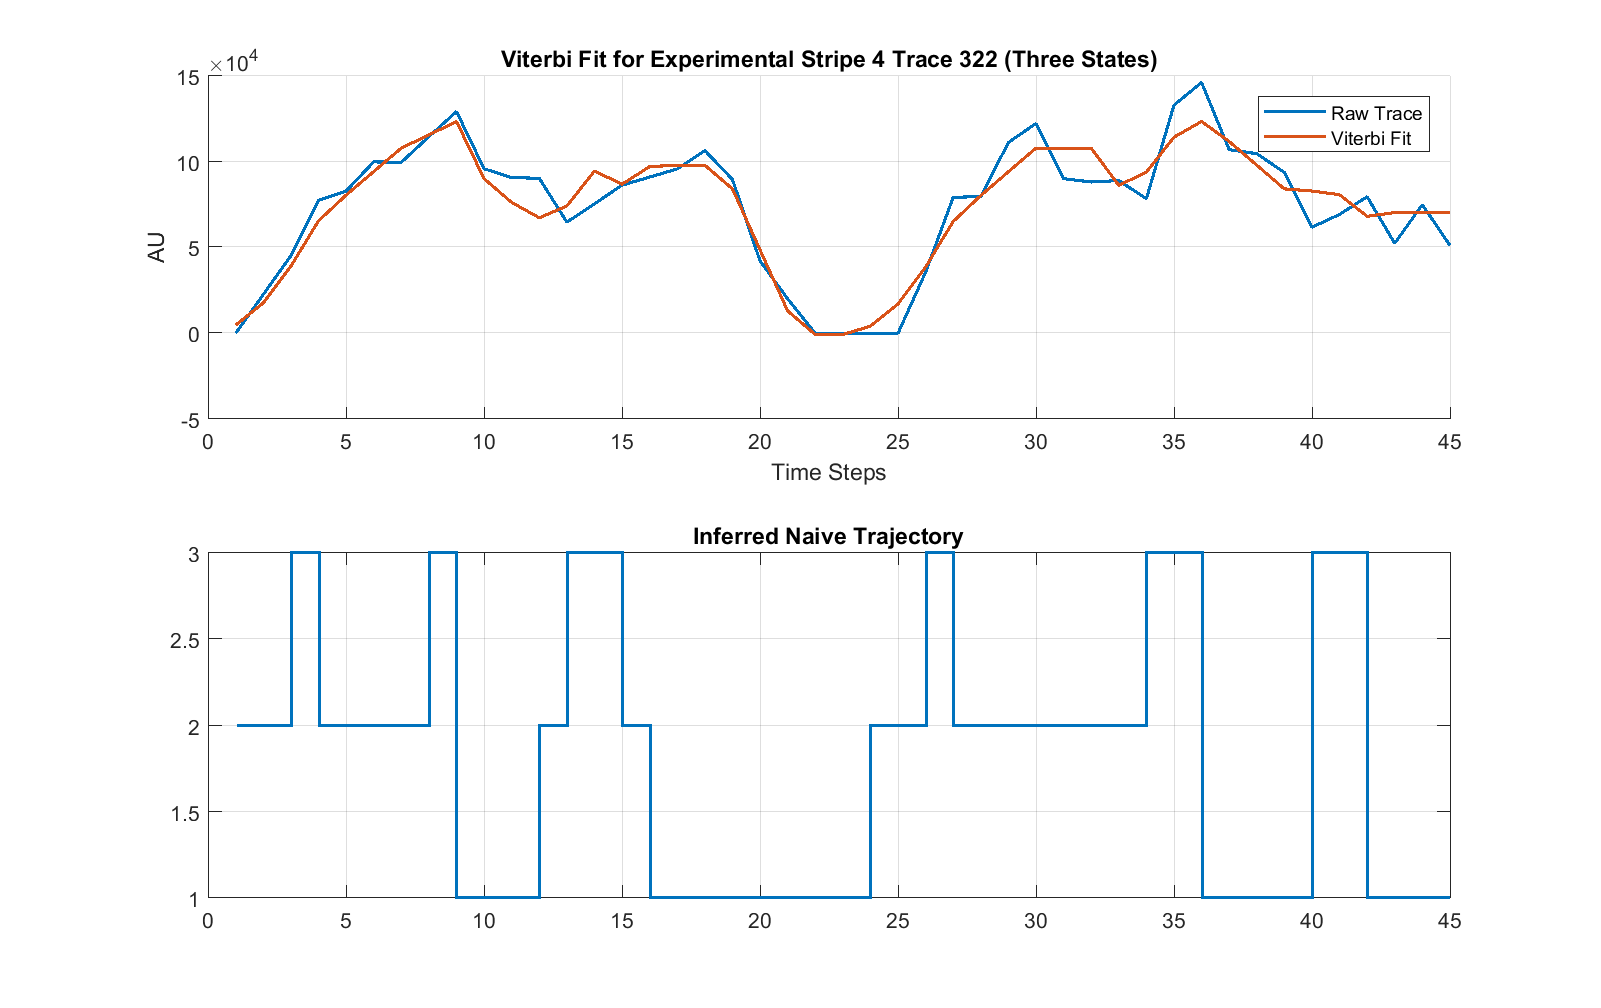 Viterbi Fit for Experimental Stripe 4 Trace 322 (Three States)
×10⁴
15
10
5
0
-5
AU
Raw Trace
Viterbi Fit
0 5 10 15 20 25 30 35 40 45
Time Steps
Inferred Naive Trajectory
3
2.5
2
1.5
1
0 5 10 15 20 25 30 35 40 45